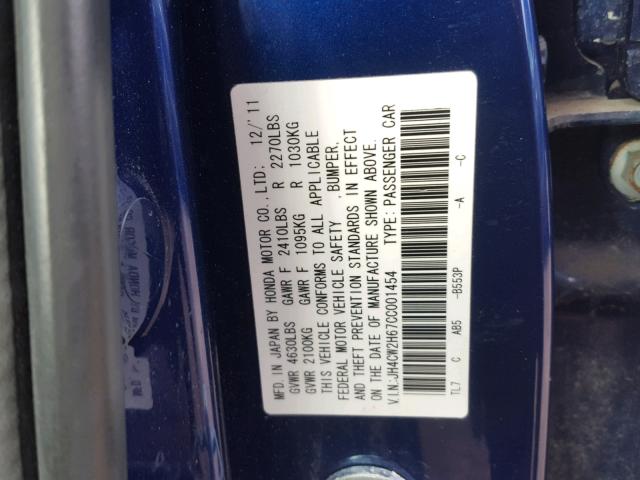 MFD. IN JAPAN BY HONDA MOTOR CO., LTD: 12/'11
GVWR 4630LBS GAWR F 2410LBS R 2270LBS
GVWR 2100KG GAWR F 1095KG R 1030KG
THIS VEHICLE CONFORMS TO ALL APPLICABLE
FEDERAL MOTOR VEHICLE SAFETY , BUMPER,
AND THEFT PREVENTION STANDARDS IN EFFECT
ON THE DATE OF MANUFACTURE SHOWN ABOVE.
V.I.N:JH4CW2H67CC001454 TYPE:PASSENGER CAR
TL7 C AB5 -B553P -A -C